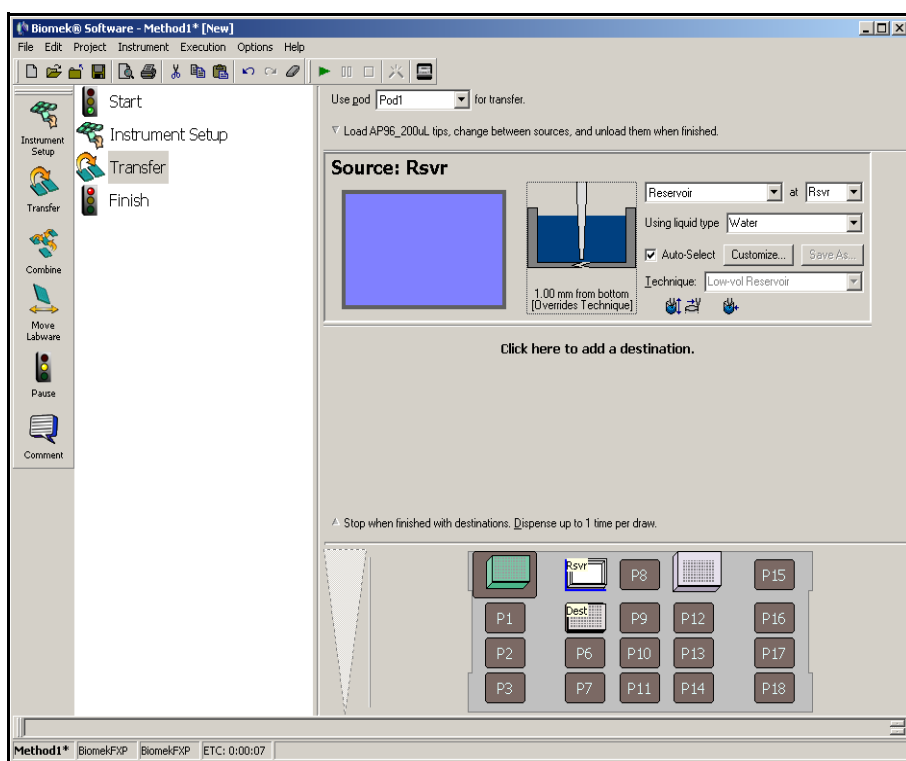 Biomek® Software - Method1* [New]
File Edit Project Instrument Execution Options Help
Instrument Setup
Transfer
Combine
Move Labware
Pause
Comment
Start
Instrument Setup
Transfer
Finish
Use pod Pod1 for transfer.
Load AP96_200uL tips, change between sources, and unload them when finished.
Source: Rsvr
Reservoir at Rsvr
Using liquid type Water
Auto-Select Customize... Save As...
Technique: Low-vol Reservoir
1.00 mm from bottom
[Overrides Technique]
Click here to add a destination.
Stop when finished with destinations. Dispense up to 1 time per draw.
Rsvr P8 P15
P1 Dest P9 P12 P16
P2 P6 P10 P13 P17
P3 P7 P11 P14 P18
Method1* BiomekFXP BiomekFXP ETC: 0:00:07